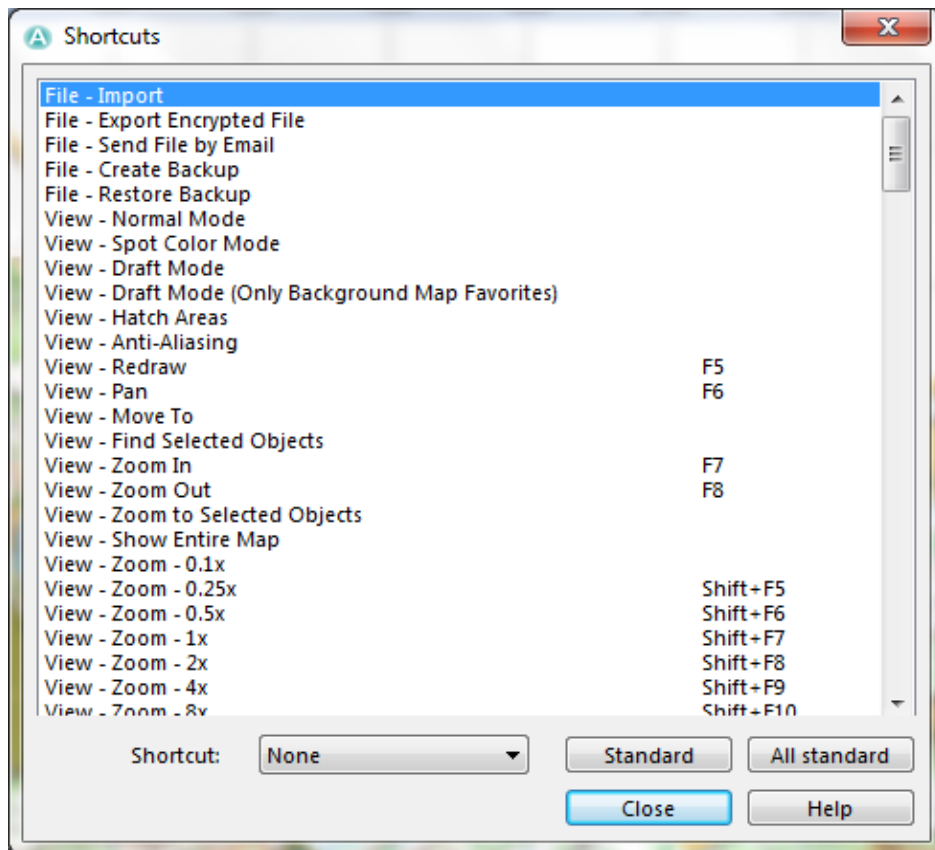 Shortcuts
File - Import
File - Export Encrypted File
File - Send File by Email
File - Create Backup
File - Restore Backup
View - Normal Mode
View - Spot Color Mode
View - Draft Mode
View - Draft Mode (Only Background Map Favorites)
View - Hatch Areas
View - Anti-Aliasing
View - Redraw F5
View - Pan F6
View - Move To
View - Find Selected Objects
View - Zoom In F7
View - Zoom Out F8
View - Zoom to Selected Objects
View - Show Entire Map
View - Zoom - 0.1x
View - Zoom - 0.25x Shift+F5
View - Zoom - 0.5x Shift+F6
View - Zoom - 1x Shift+F7
View - Zoom - 2x Shift+F8
View - Zoom - 4x Shift+F9
View - Zoom - 8x Shift+F10
Shortcut: None Standard All standard
Close Help